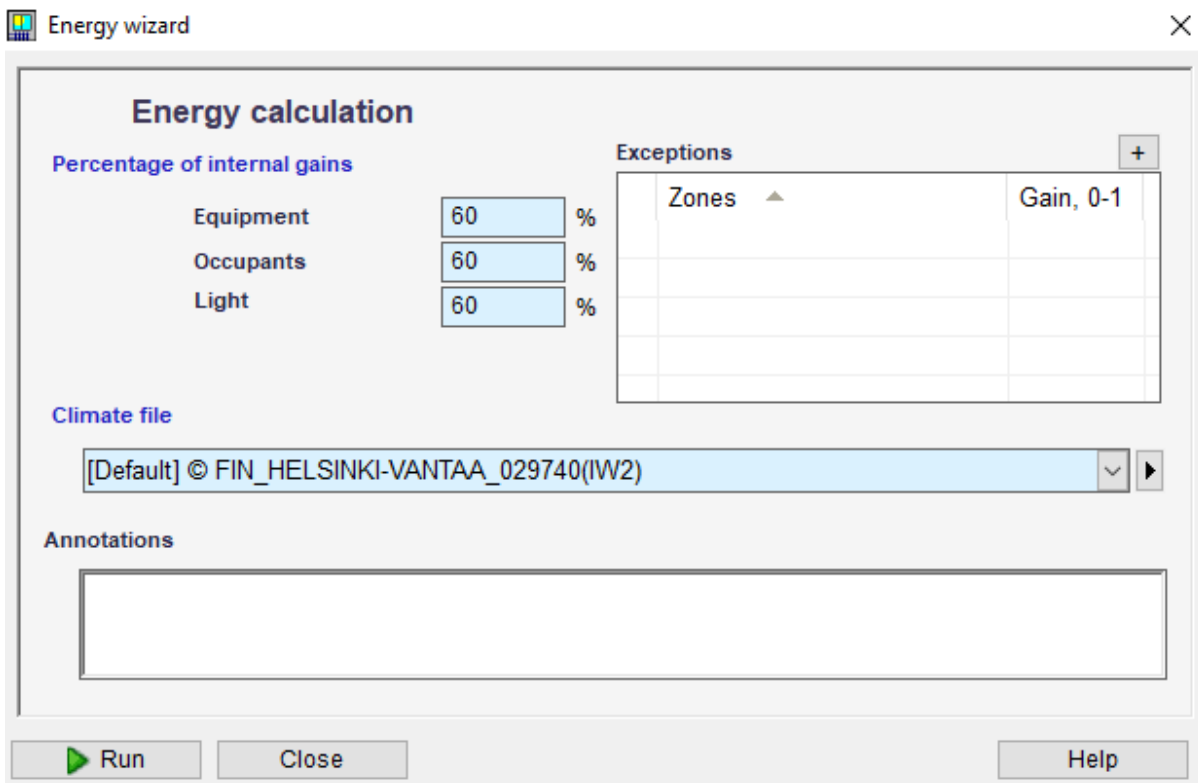 Energy wizard
Energy calculation
Percentage of internal gains
Equipment 60 %
Occupants 60 %
Light 60 %
Exceptions +
Zones Gain, 0-1
Climate file
[Default] © FIN_HELSINKI-VANTAA_029740(IW2)
Annotations
Run Close Help